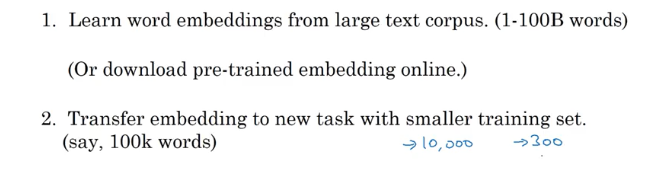 1. Learn word embeddings from large text corpus. (1-100B words)
(Or download pre-trained embedding online.)
2. Transfer embedding to new task with smaller training set.
(say, 100k words) → 10,000 → 300